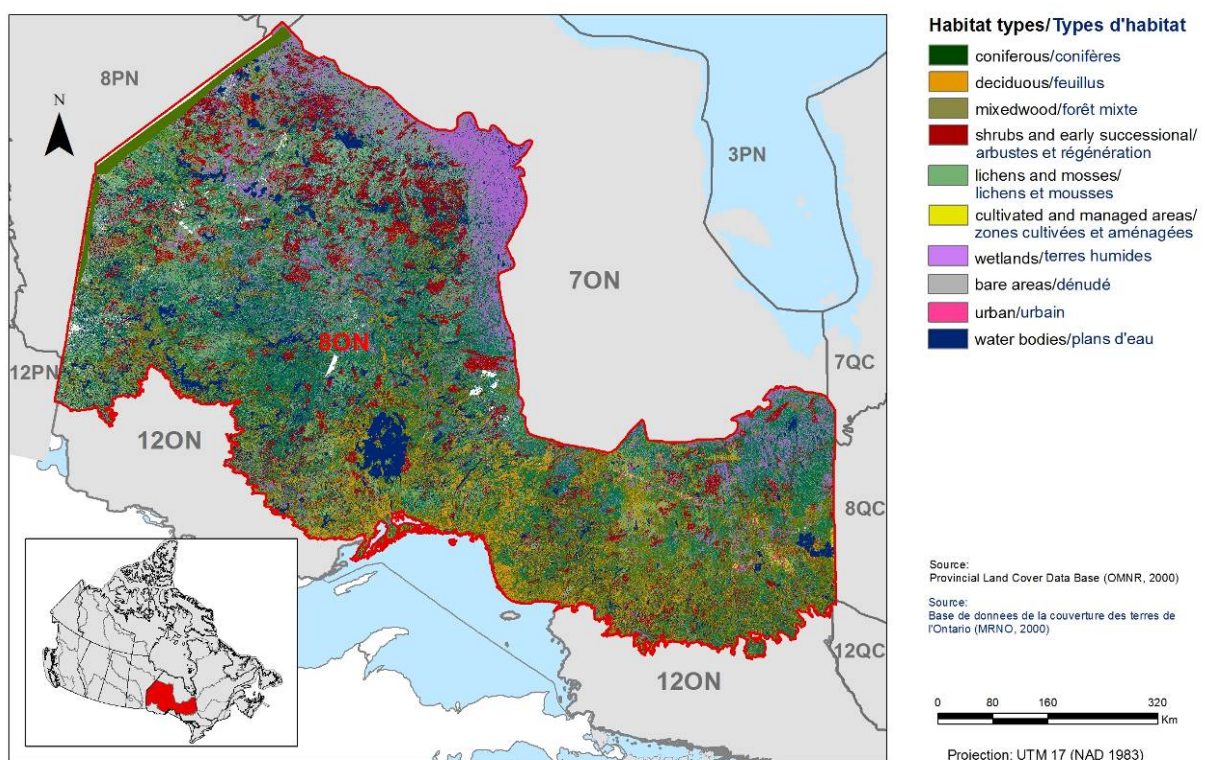 8PN
N
3PN
7ON
8ON
12PN
7QC
12ON
8QC
12QC
12ON
Habitat types/Types d'habitat
coniferous/conifères
deciduous/feuillus
mixedwood/forêt mixte
shrubs and early successional/
arbustes et régénération
lichens and mosses/
lichens et mousses
cultivated and managed areas/
zones cultivées et aménagées
wetlands/terres humides
bare areas/dénudé
urban/urbain
water bodies/plans d'eau
Source:
Provincial Land Cover Data Base (OMNR, 2000)
Source:
Base de donnees de la couverture des terres de
l'Ontario (MRNO, 2000)
0 80 160 320
Km
Projection: UTM 17 (NAD 1983)